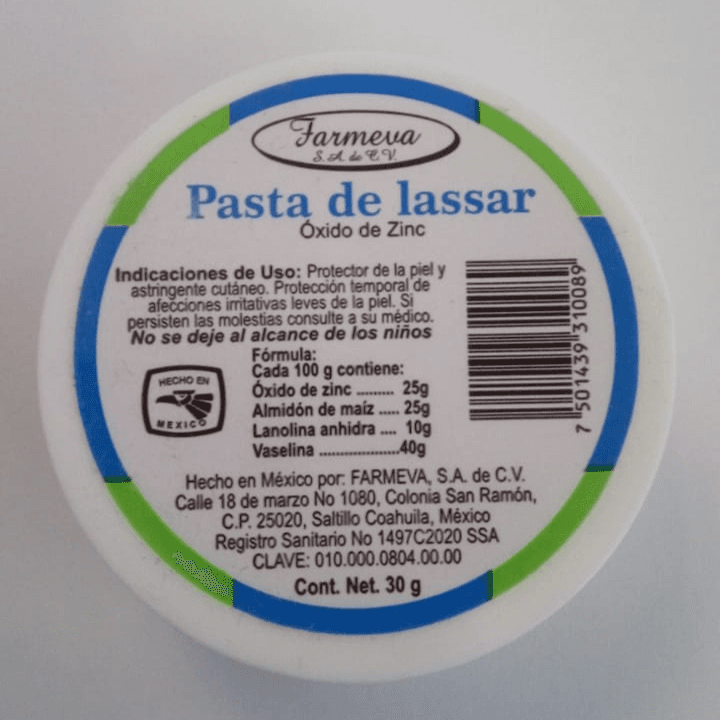 Farmeva
S. A. de C. V.
Pasta de lassar
Óxido de Zinc
Indicaciones de Uso: Protector de la piel y
astringente cutáneo. Protección temporal de
afecciones irritativas leves de la piel. Si
persisten las molestias consulte a su médico.
No se deje al alcance de los niños
Fórmula:
Cada 100 g contiene:
Óxido de zinc ......... 25g
Almidón de maíz ..... 25g
Lanolina anhidra .... 10g
Vaselina ...................40g
HECHO EN
MEXICO
7 501439 310089
Hecho en México por: FARMEVA, S.A. de C.V.
Calle 18 de marzo No 1080, Colonia San Ramón,
C.P. 25020, Saltillo Coahuila, México
Registro Sanitario No 1497C2020 SSA
CLAVE: 010.000.0804.00.00
Cont. Net. 30 g